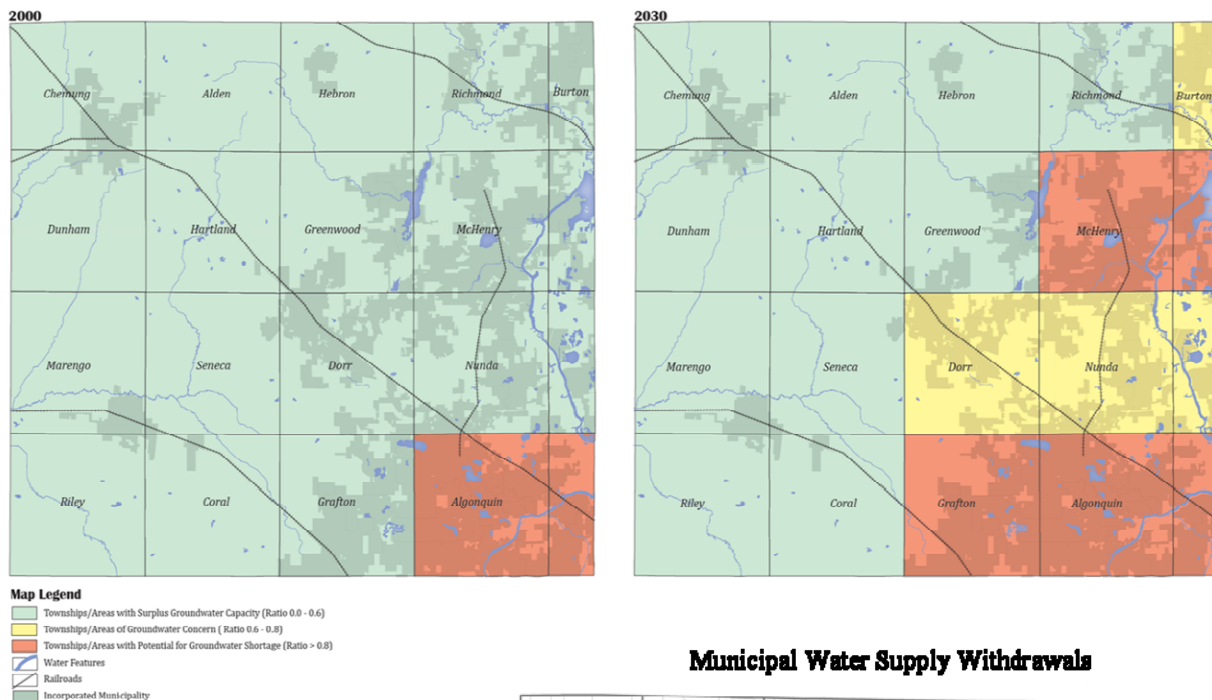 2000
2030
Chemung
Alden
Hebron
Richmond
Burton
Chemung
Alden
Hebron
Richmond
Burton
Dunham
Hartland
Greenwood
McHenry
Dunham
Hartland
Greenwood
McHenry
Marengo
Seneca
Dorr
Nunda
Marengo
Seneca
Dorr
Nunda
Riley
Coral
Grafton
Algonquin
Riley
Coral
Grafton
Algonquin
Map Legend
Townships/Areas with Surplus Groundwater Capacity (Ratio 0.0 - 0.6)
Townships/Areas of Groundwater Concern ( Ratio 0.6 - 0.8)
Townships/Areas with Potential for Groundwater Shortage (Ratio > 0.8)
Water Features
Railroads
Incorporated Municipality
Municipal Water Supply Withdrawals